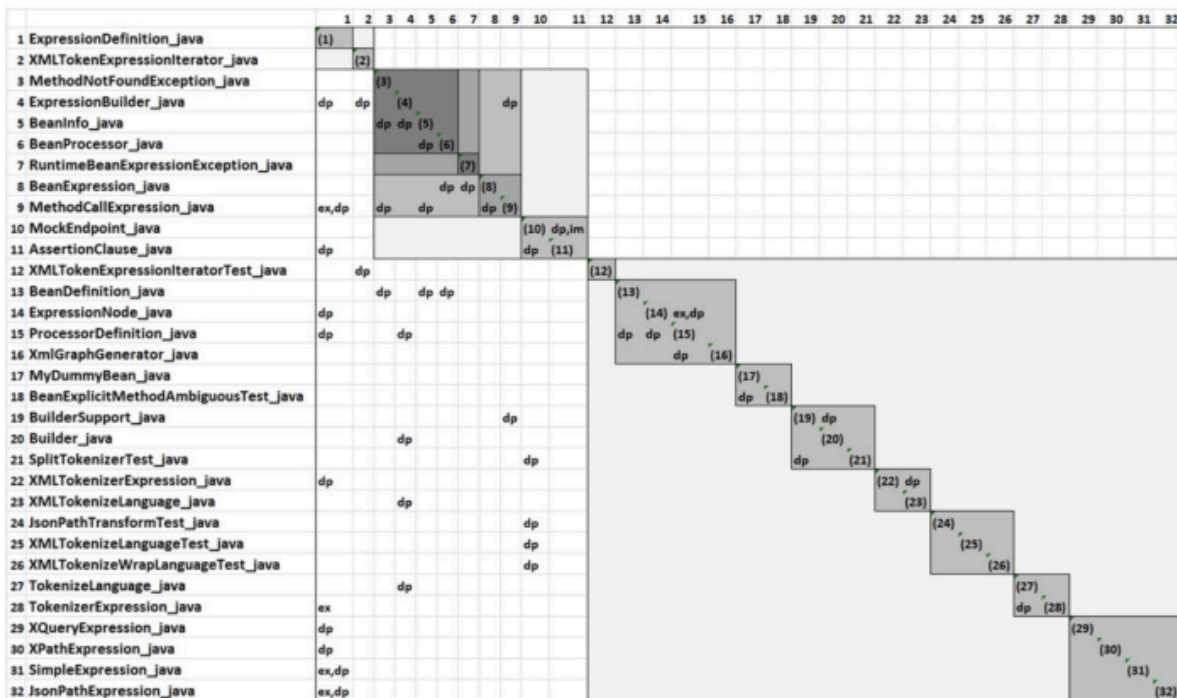 1 2 3 4 5 6 7 8 9 10 11 12 13 14 15 16 17 18 19 20 21 22 23 24 25 26 27 28 29 30 31 32
1 ExpressionDefinition_java (1)
2 XMLTokenExpressionIterator_java (2)
3 MethodNotFoundException_java (3)
4 ExpressionBuilder_java dp dp (4) dp
5 BeanInfo_java dp dp (5)
6 BeanProcessor_java dp (6)
7 RuntimeBeanExpressionException_java (7)
8 BeanExpression_java dp dp (8)
9 MethodCallExpression_java ex,dp dp dp dp (9)
10 MockEndpoint_java (10) dp,im
11 AssertionClause_java dp dp (11)
12 XMLTokenExpressionIteratorTest_java dp (12)
13 BeanDefinition_java dp dp dp (13)
14 ExpressionNode_java dp (14) ex,dp
15 ProcessorDefinition_java dp dp dp dp (15)
16 XmlGraphGenerator_java dp (16)
17 MyDummyBean_java (17)
18 BeanExplicitMethodAmbiguousTest_java dp (18)
19 BuilderSupport_java dp (19) dp
20 Builder_java dp (20)
21 SplitTokenizerTest_java dp dp (21)
22 XMLTokenizerExpression_java dp (22) dp
23 XMLTokenizeLanguage_java dp (23)
24 JsonPathTransformTest_java dp (24)
25 XMLTokenizeLanguageTest_java dp (25)
26 XMLTokenizeWrapLanguageTest_java dp (26)
27 TokenizeLanguage_java dp (27)
28 TokenizerExpression_java ex dp (28)
29 XQueryExpression_java dp (29)
30 XPathExpression_java dp (30)
31 SimpleExpression_java ex,dp (31)
32 JsonPathExpression_java ex,dp (32)